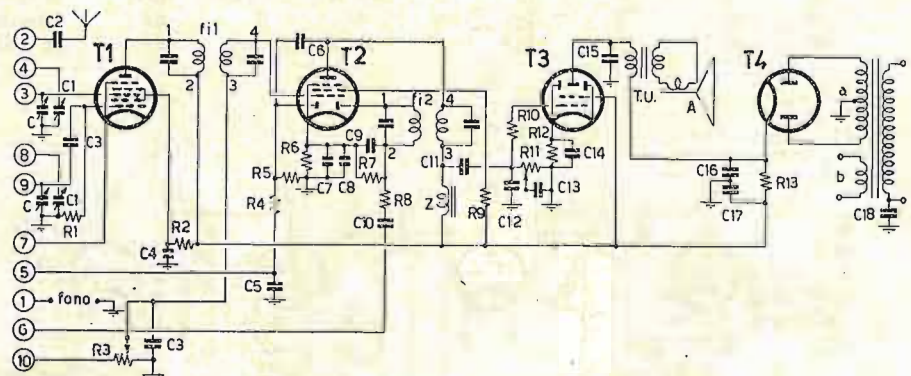 2
C2
4
C1
3
C
C3
8
9
C
C1
R1
7
5
1
fono
6
10
R3
C3
T1
1
fi1
4
2
3
C4
R2
C5
C6
T2
R6
C9
R5
C7
C8
R7
R4
R8
C10
1
fi2
4
2
3
C11
Z
R9
T3
C15
R10
R12
R11
C14
C12
C13
T.U.
A
T4
a
b
C16
C17
R13
C18